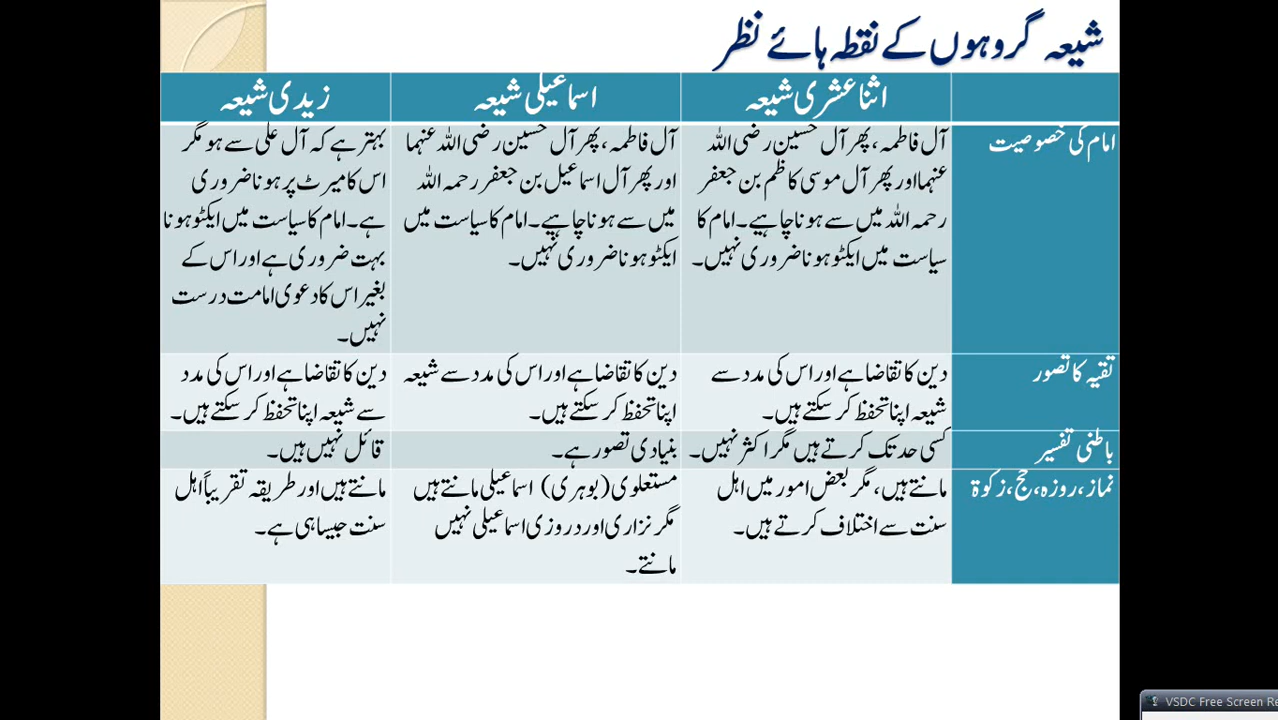 شیعہ گروہوں کے نقطہ ہائے نظر
اثنا عشری شیعہ
اسماعیلی شیعہ
زیدی شیعہ
امام کی خصوصیت
آل فاطمہ، پھر آل حسین رضی اللہ
عنہما اور پھر آل موسی کاظم بن جعفر
رحمہ اللہ میں سے ہونا چاہیے۔ امام کا
سیاست میں ایکٹو ہونا ضروری نہیں۔
آل فاطمہ، پھر آل حسین رضی اللہ عنہما
اور پھر آل اسماعیل بن جعفر رحمہ اللہ
میں سے ہونا چاہیے۔ امام کا سیاست میں
ایکٹو ہونا ضروری نہیں۔
بہتر ہے کہ آل علی سے ہو مگر
اس کا میرٹ پر ہونا ضروری
ہے۔ امام کا سیاست میں ایکٹو ہونا
بہت ضروری ہے اور اس کے
بغیر اس کا دعوی امامت درست
نہیں۔
تقیہ کا تصور
دین کا تقاضا ہے اور اس کی مدد سے
شیعہ اپنا تحفظ کر سکتے ہیں۔
دین کا تقاضا ہے اور اس کی مدد سے شیعہ
اپنا تحفظ کر سکتے ہیں۔
دین کا تقاضا ہے اور اس کی مدد
سے شیعہ اپنا تحفظ کر سکتے ہیں۔
باطنی تفسیر
کسی حد تک کرتے ہیں مگر اکثر نہیں۔
بنیادی تصور ہے۔
قائل نہیں ہیں۔
نماز، روزہ، حج، زکوۃ
مانتے ہیں، مگر بعض امور میں اہل
سنت سے اختلاف کرتے ہیں۔
مستعلوی (بوہری) اسماعیلی مانتے ہیں
مگر نزاری اور دروزی اسماعیلی نہیں
مانتے۔
مانتے ہیں اور طریقہ تقریباً اہل
سنت جیسا ہی ہے۔
VSDC Free Screen Re